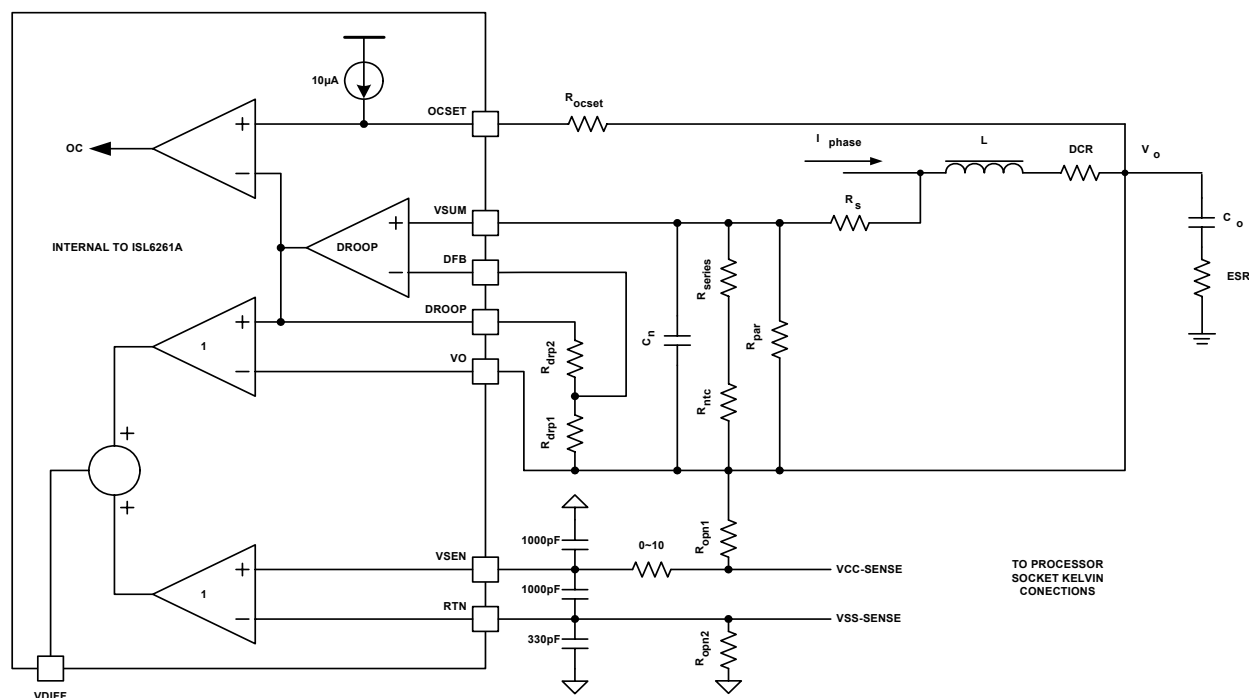 10µA
OCSET
R ocset
+
−
OC
I phase
L
DCR
V o
C o
ESR
R s
VSUM
+
−
DROOP
DFB
INTERNAL TO ISL6261A
DROOP
VO
+
−
1
R drp2
R drp1
C n
R series
R ntc
R par
+
+
1000pF
0~10
R opn1
VSEN
VCC-SENSE
TO PROCESSOR
SOCKET KELVIN
CONECTIONS
+
−
1
1000pF
RTN
VSS-SENSE
330pF
R opn2
VDIFF